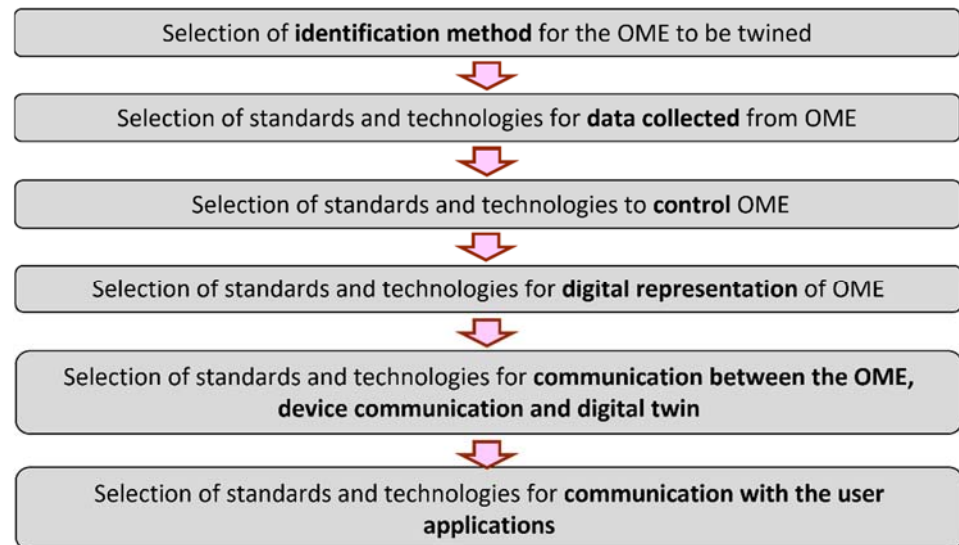 Selection of identification method for the OME to be twined
Selection of standards and technologies for data collected from OME
Selection of standards and technologies to control OME
Selection of standards and technologies for digital representation of OME
Selection of standards and technologies for communication between the OME,
device communication and digital twin
Selection of standards and technologies for communication with the user
applications